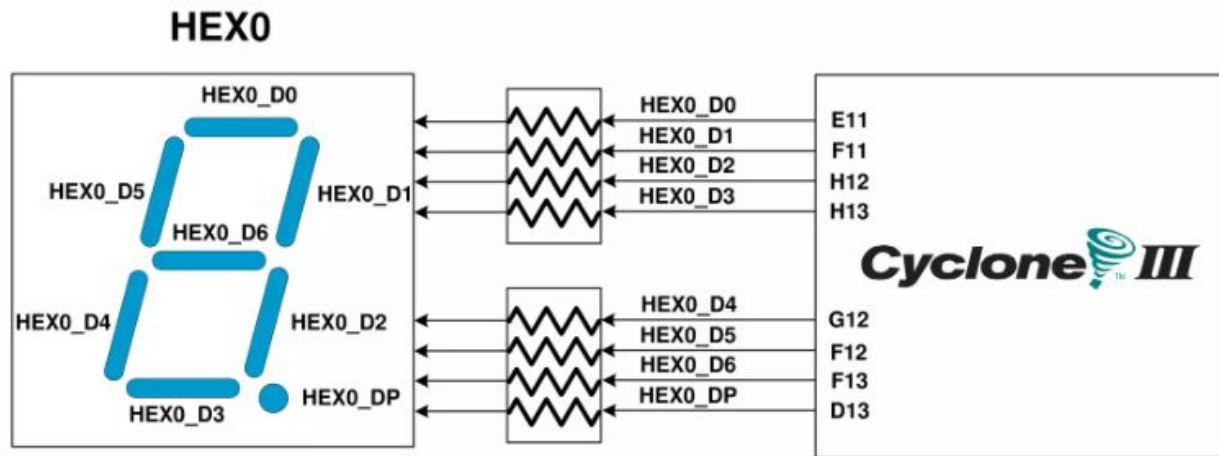 HEX0
HEX0_D0
HEX0_D5
HEX0_D1
HEX0_D6
HEX0_D4
HEX0_D2
HEX0_D3
HEX0_DP
HEX0_D0
HEX0_D1
HEX0_D2
HEX0_D3
HEX0_D4
HEX0_D5
HEX0_D6
HEX0_DP
E11
F11
H12
H13
Cyclone III
TM
G12
F12
F13
D13